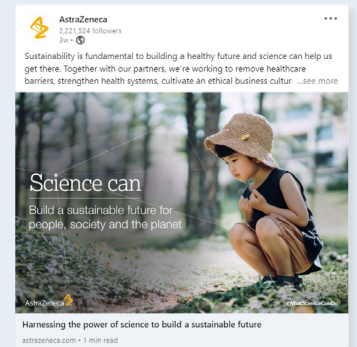 AstraZeneca
2,221,524 followers
3w •
Sustainability is fundamental to building a healthy future and science can help us
get there. Together with our partners, we're working to remove healthcare
barriers, strengthen health systems, cultivate an ethical business cultur ...see more
Science can
Build a sustainable future for
people, society and the planet
AstraZeneca
#WhatScienceCanDo
Harnessing the power of science to build a sustainable future
astrazeneca.com • 1 min read